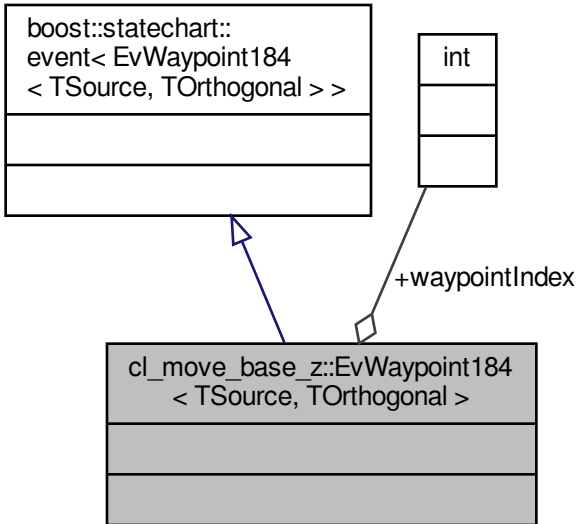 boost::statechart::
event< EvWaypoint184
< TSource, TOrthogonal > >
int
+waypointIndex
cl_move_base_z::EvWaypoint184
< TSource, TOrthogonal >